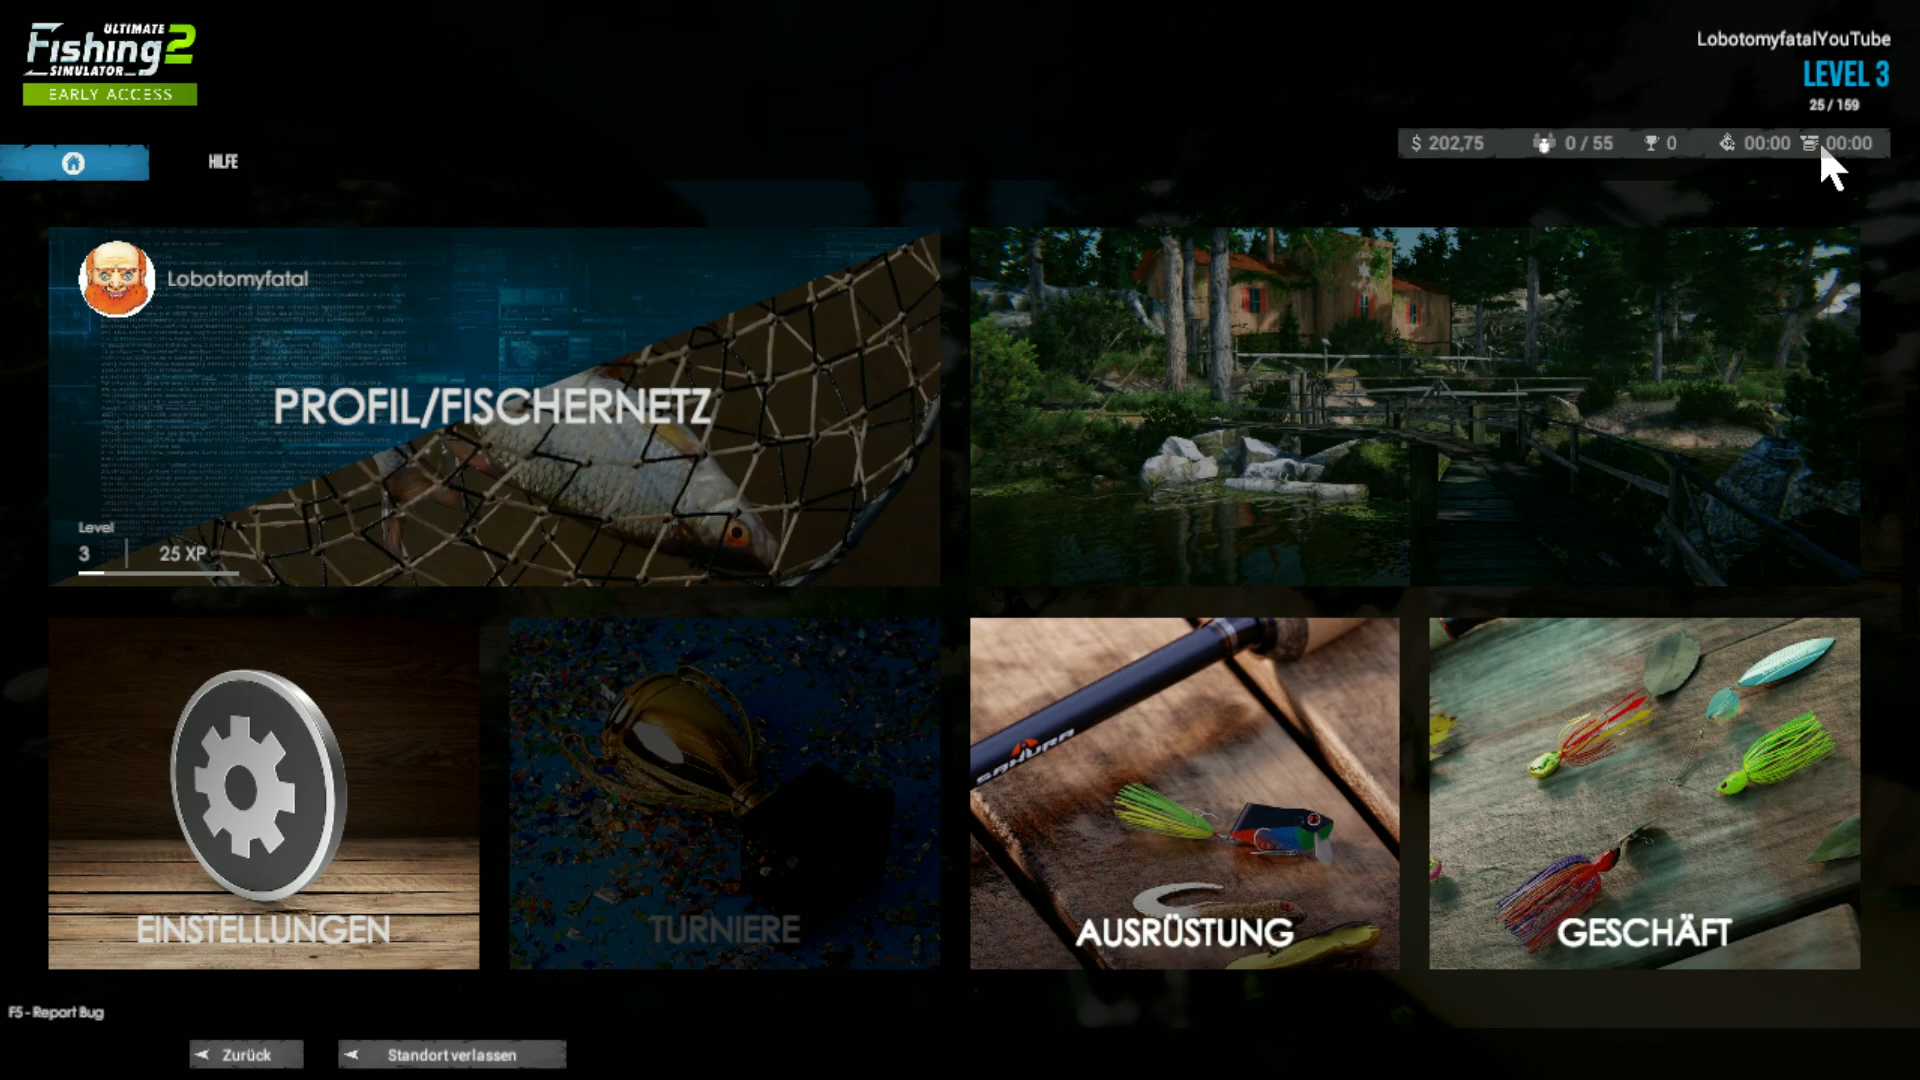 ULTIMATE
Fishing 2
SIMULATOR
EARLY ACCESS
LobotomyfatalYouTube
LEVEL 3
25 / 159
$ 202,75
0 / 55
0
00:00
00:00
HILFE
Lobotomyfatal
PROFIL/FISCHERNETZ
Level
3
25 XP
SAKURA
EINSTELLUNGEN
TURNIERE
AUSRÜSTUNG
GESCHÄFT
F5 - Report Bug
Zurück
Standort verlassen